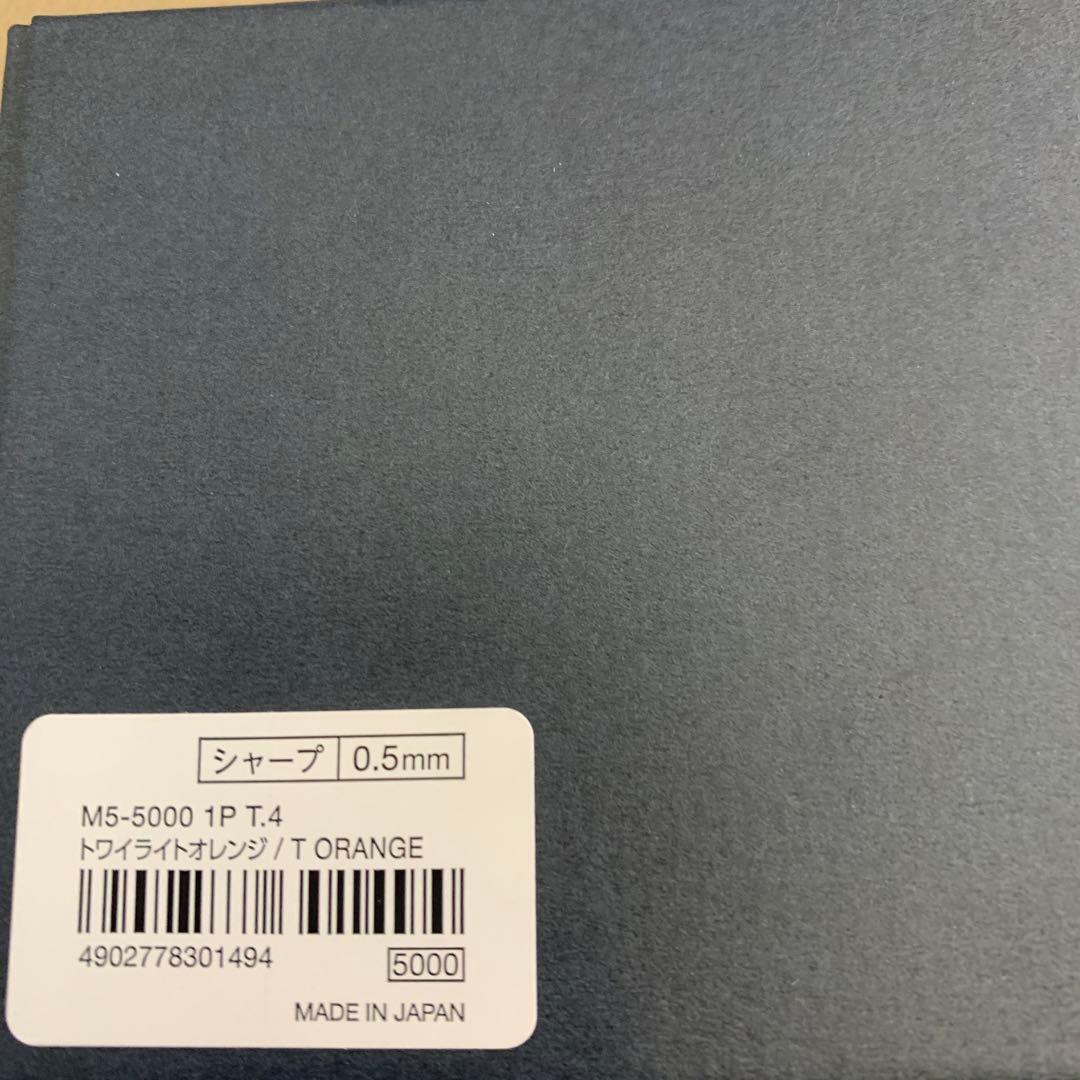 シャープ 0.5mm
M5-5000 1P T.4
トワイライトオレンジ / T ORANGE
4902778301494
5000
MADE IN JAPAN